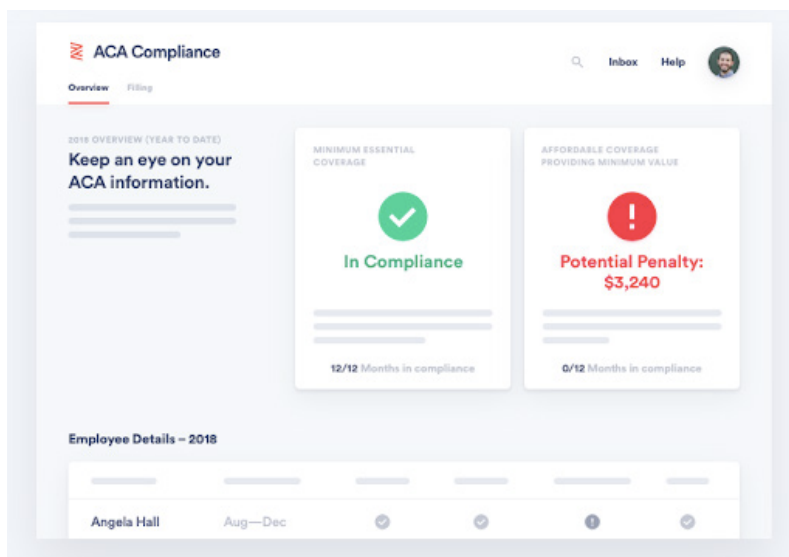 ACA Compliance
Inbox
Help
Overview
Filing
2018 OVERVIEW (YEAR TO DATE)
Keep an eye on your
ACA information.
MINIMUM ESSENTIAL
COVERAGE
In Compliance
12/12 Months in compliance
AFFORDABLE COVERAGE
PROVIDING MINIMUM VALUE
Potential Penalty:
$3,240
0/12 Months in compliance
Employee Details – 2018
Angela Hall
Aug—Dec